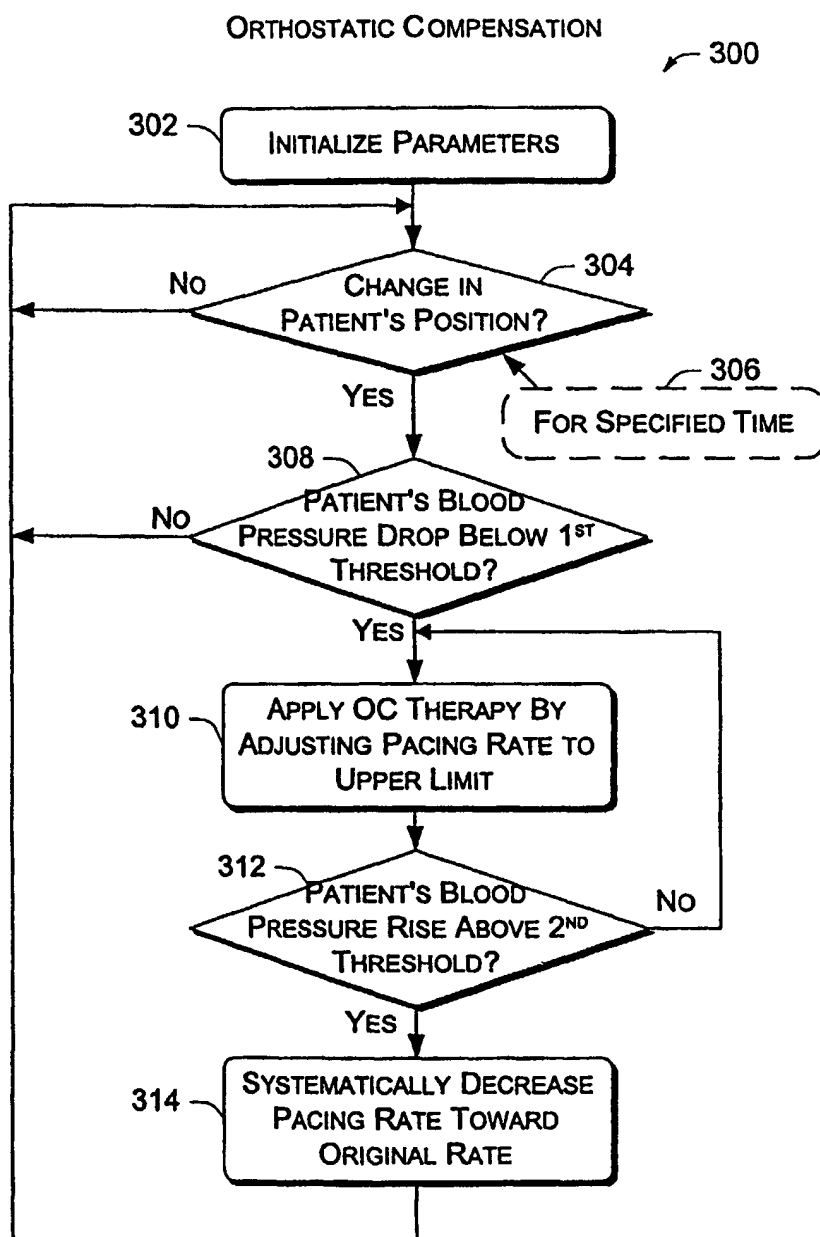 ORTHOSTATIC COMPENSATION
300
302
INITIALIZE PARAMETERS
304
NO
CHANGE IN
PATIENT'S POSITION?
306
YES
FOR SPECIFIED TIME
308
NO
PATIENT'S BLOOD
PRESSURE DROP BELOW 1ST
THRESHOLD?
YES
310
APPLY OC THERAPY BY
ADJUSTING PACING RATE TO
UPPER LIMIT
312
PATIENT'S BLOOD
PRESSURE RISE ABOVE 2ND
THRESHOLD?
NO
YES
314
SYSTEMATICALLY DECREASE
PACING RATE TOWARD
ORIGINAL RATE